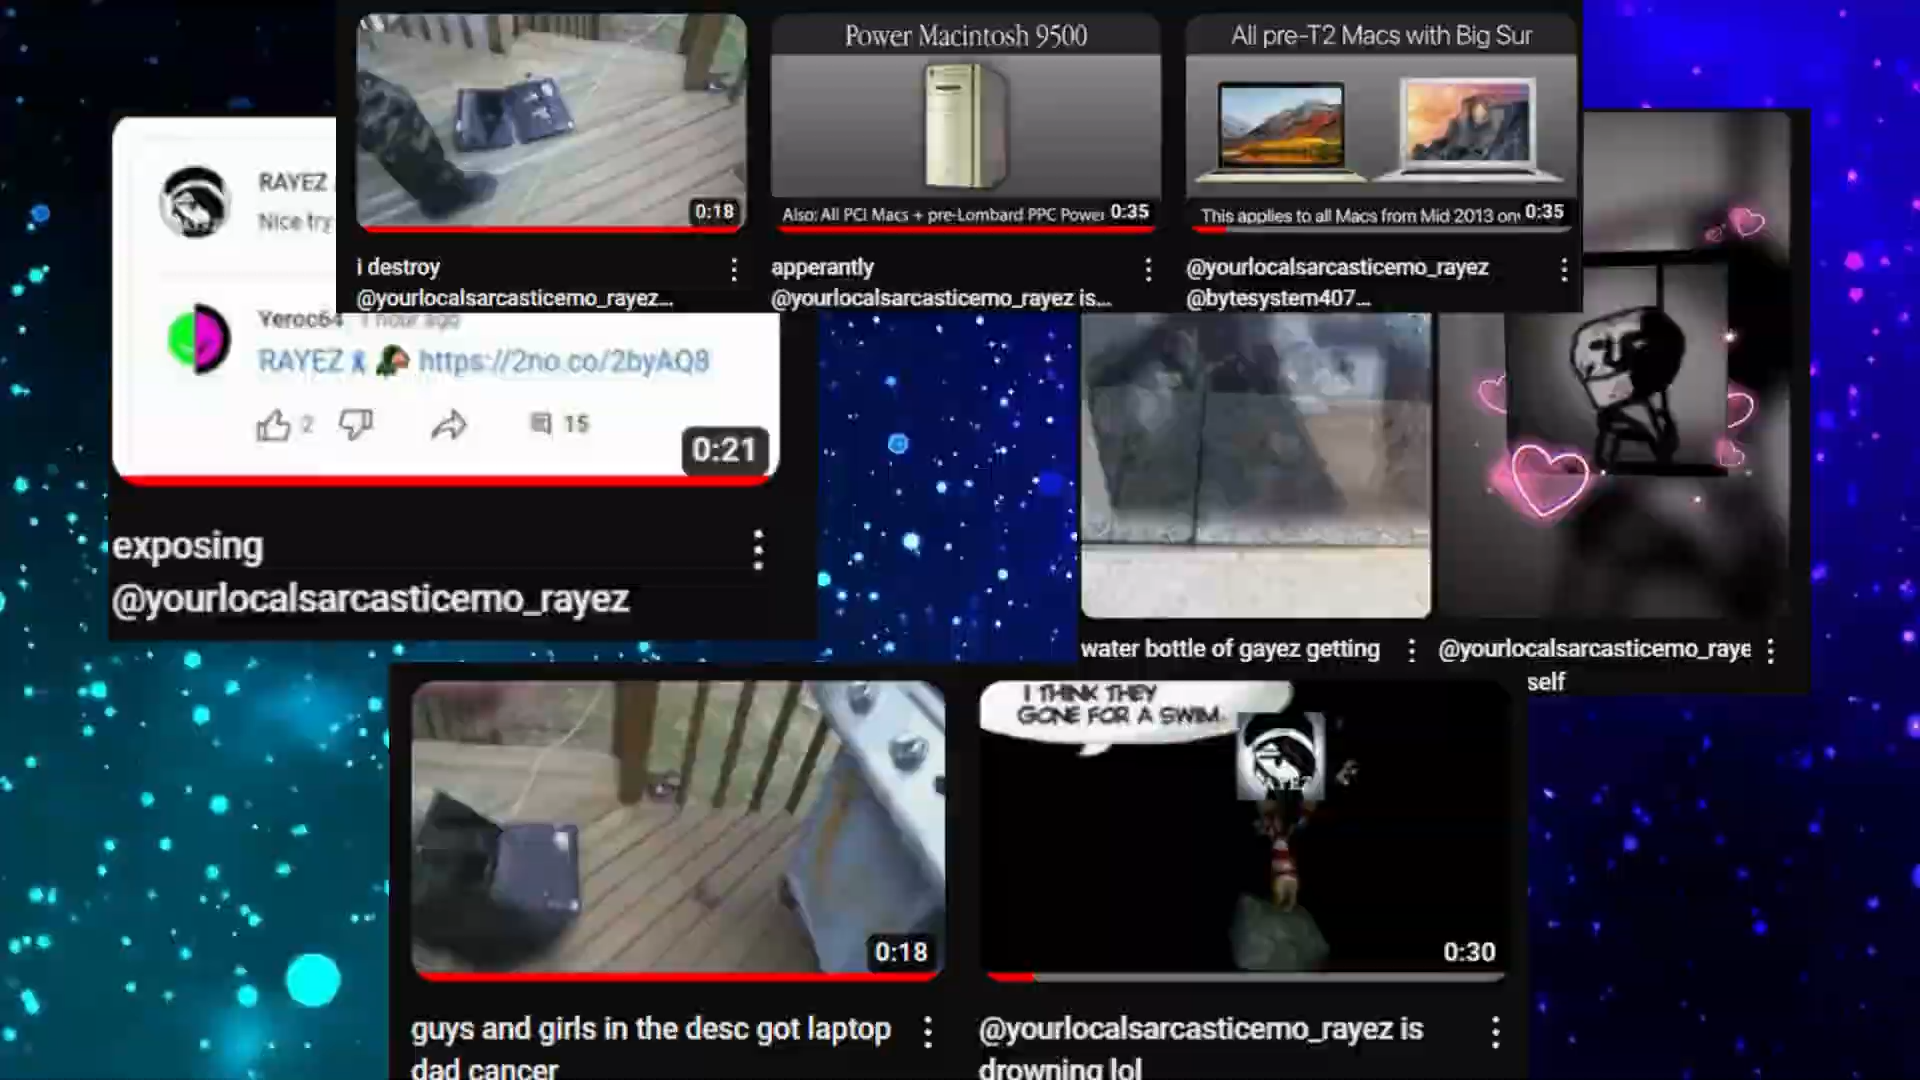 0:18
i destroy
@yourlocalsarcasticemo_rayez...
Power Macintosh 9500
Also: All PCI Macs + pre-Lombard PPC Power
0:35
apperantly
@yourlocalsarcasticemo_rayez is...
All pre-T2 Macs with Big Sur
This applies to all Macs from Mid 2013 on
0:35
@yourlocalsarcasticemo_rayez
@bytesystem407...
RAYEZ
Nice try
Yeroc64 1 hour ago
RAYEZ https://2no.co/2byAQ8
2
15
0:21
exposing
@yourlocalsarcasticemo_rayez
water bottle of gayez getting
@yourlocalsarcasticemo_raye
self
0:18
guys and girls in the desc got laptop
dad cancer
I THINK THEY
GONE FOR A SWIM.
0:30
@yourlocalsarcasticemo_rayez is
drowning lol